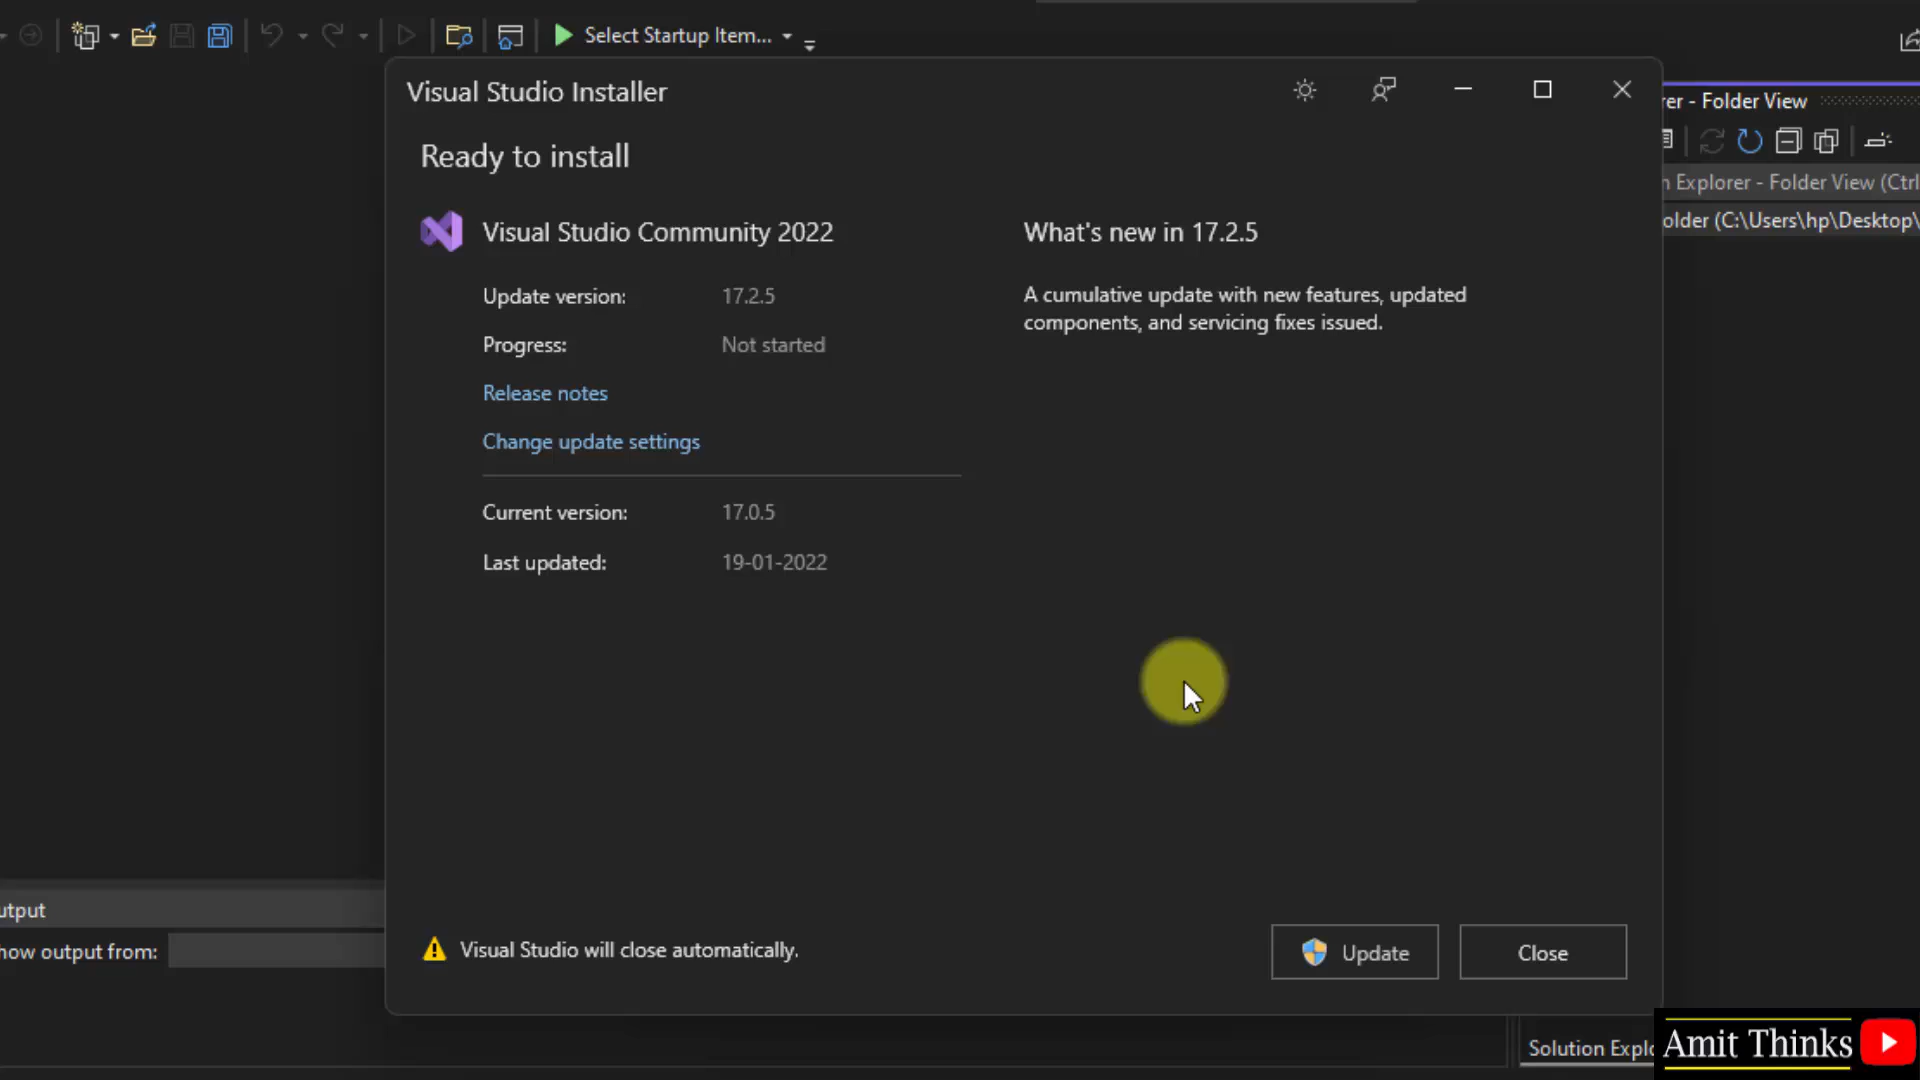 Select Startup Item...
Visual Studio Installer
rer - Folder View
Ready to install
n Explorer - Folder View (Ctrl
older (C:\Users\hp\Desktop\
Visual Studio Community 2022
What's new in 17.2.5
Update version: 17.2.5
A cumulative update with new features, updated
components, and servicing fixes issued.
Progress: Not started
Release notes
Change update settings
Current version: 17.0.5
Last updated: 19-01-2022
utput
how output from:
Visual Studio will close automatically.
Update
Close
Solution Explo
Amit Thinks